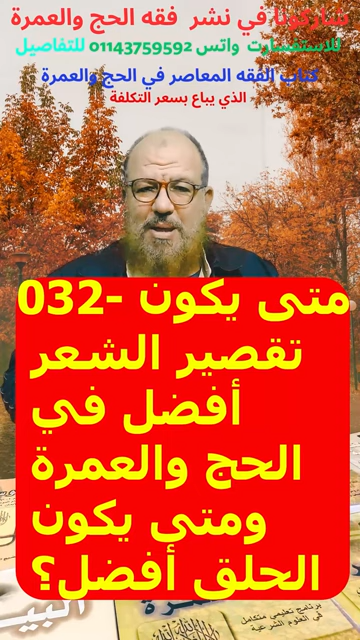 شاركونا في نشر فقه الحج والعمرة
للاستفسارت واتس 01143759592 للتفاصيل
كتاب الفقه المعاصر في الحج والعمرة
الذي يباع بسعر التكلفة
032- متى يكون
تقصير الشعر
أفضل في
الحج والعمرة
ومتى يكون
الحلق أفضل؟
برنامج تعليمي متكامل
في العلوم الشرعية